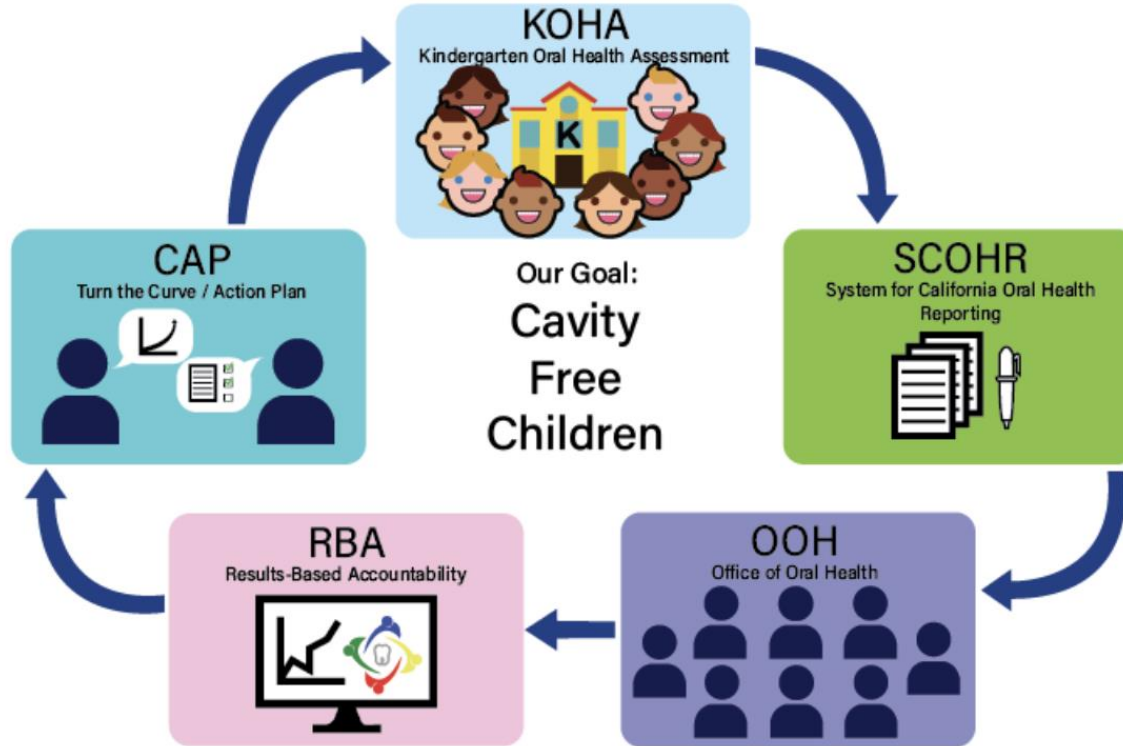 KOHA
Kindergarten Oral Health Assessment
K
CAP
Turn the Curve / Action Plan
Our Goal:
Cavity
Free
Children
SCOHR
System for California Oral Health
Reporting
RBA
Results-Based Accountability
OOH
Office of Oral Health